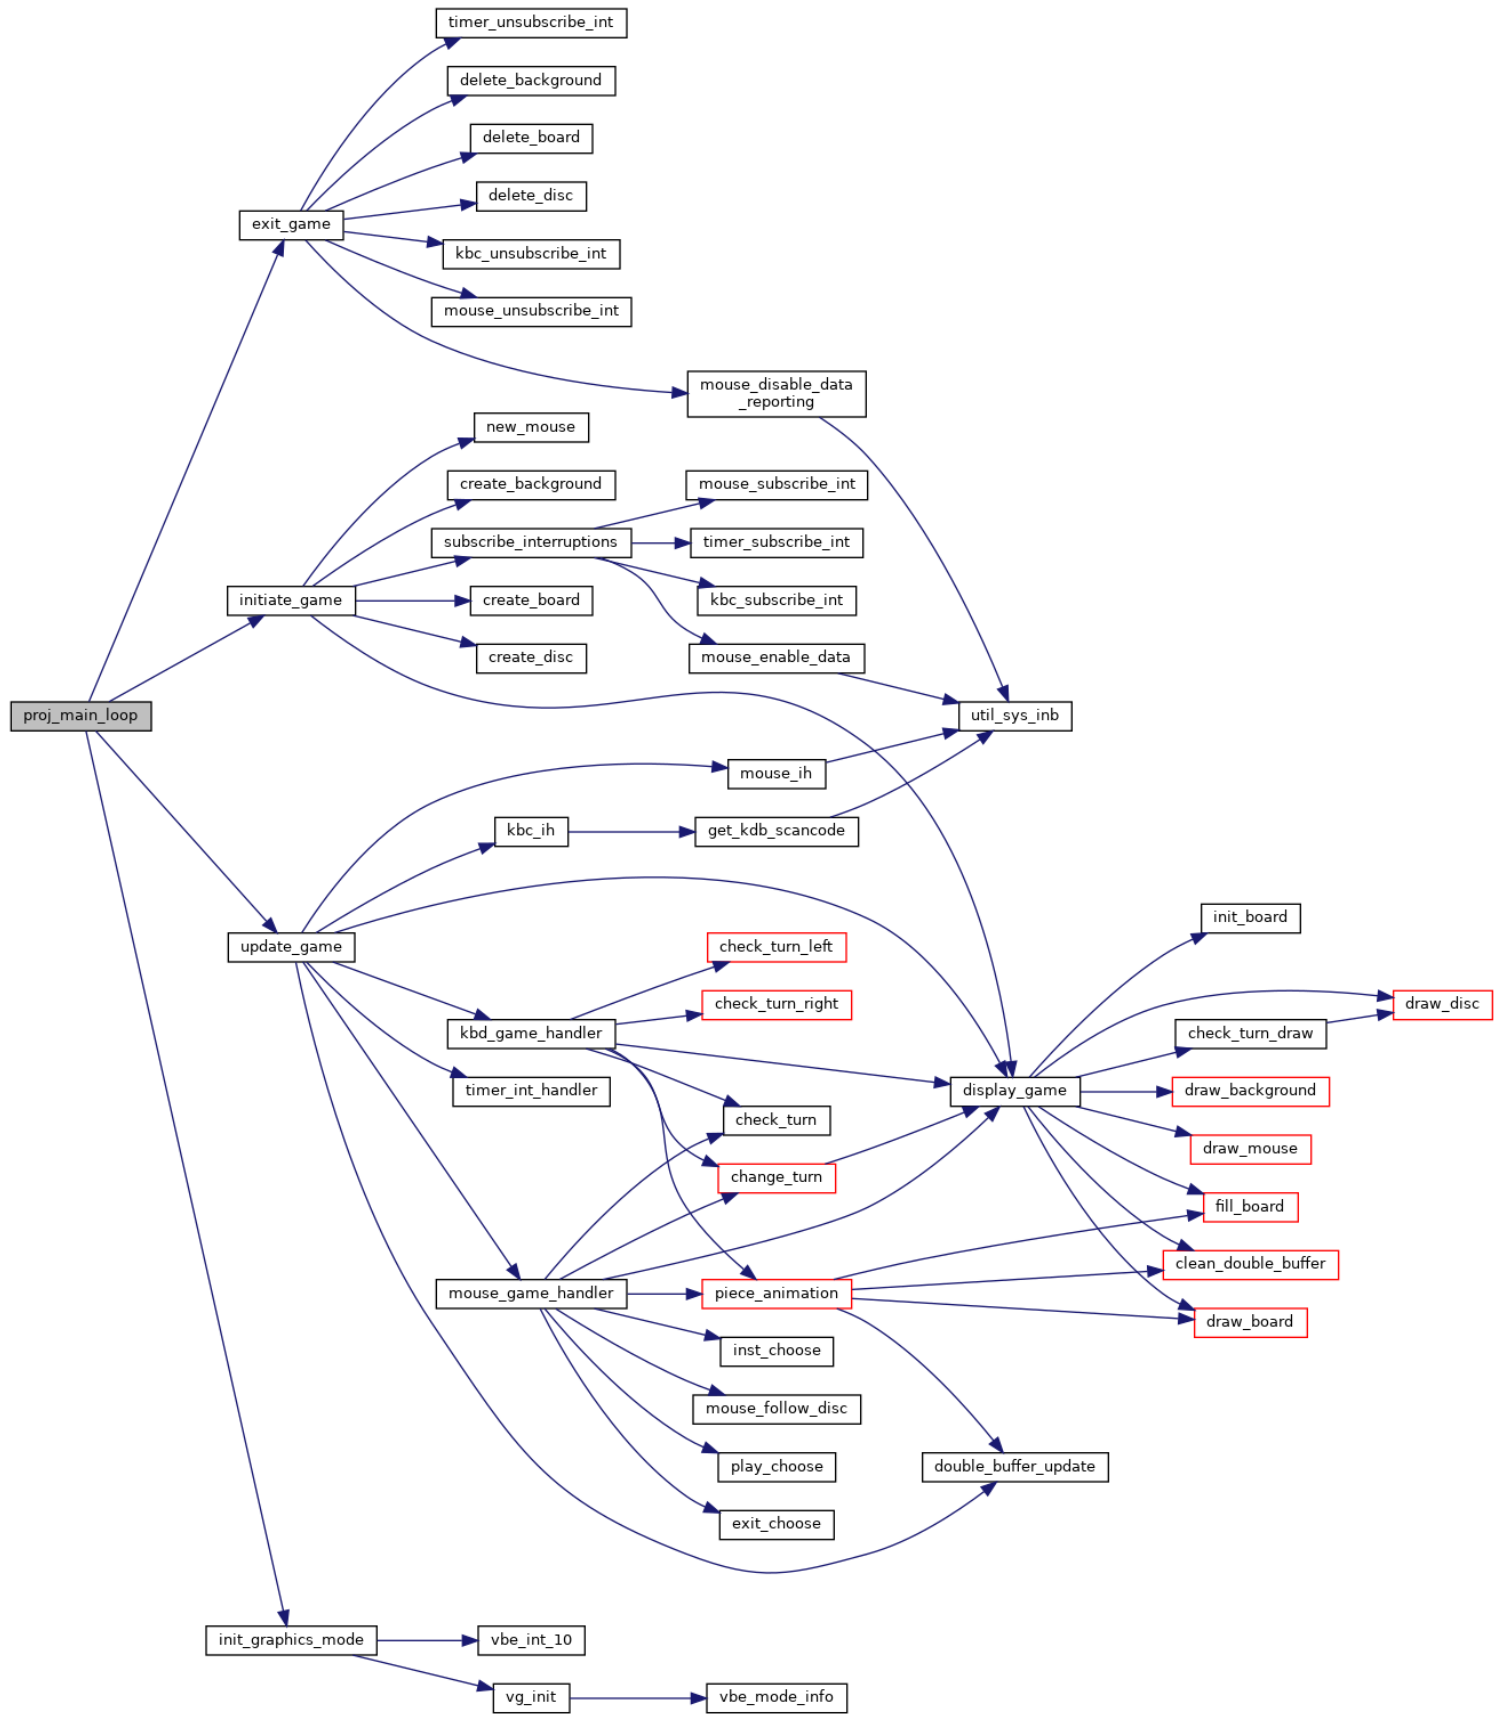 timer_unsubscribe_int
delete_background
delete_board
delete_disc
exit_game
kbc_unsubscribe_int
mouse_unsubscribe_int
mouse_disable_data
_reporting
new_mouse
create_background
mouse_subscribe_int
subscribe_interruptions
timer_subscribe_int
initiate_game
create_board
kbc_subscribe_int
create_disc
mouse_enable_data
proj_main_loop
util_sys_inb
mouse_ih
kbc_ih
get_kdb_scancode
init_board
update_game
check_turn_left
check_turn_right
draw_disc
kbd_game_handler
check_turn_draw
timer_int_handler
display_game
draw_background
check_turn
draw_mouse
change_turn
fill_board
clean_double_buffer
mouse_game_handler
piece_animation
draw_board
inst_choose
mouse_follow_disc
play_choose
double_buffer_update
exit_choose
init_graphics_mode
vbe_int_10
vg_init
vbe_mode_info